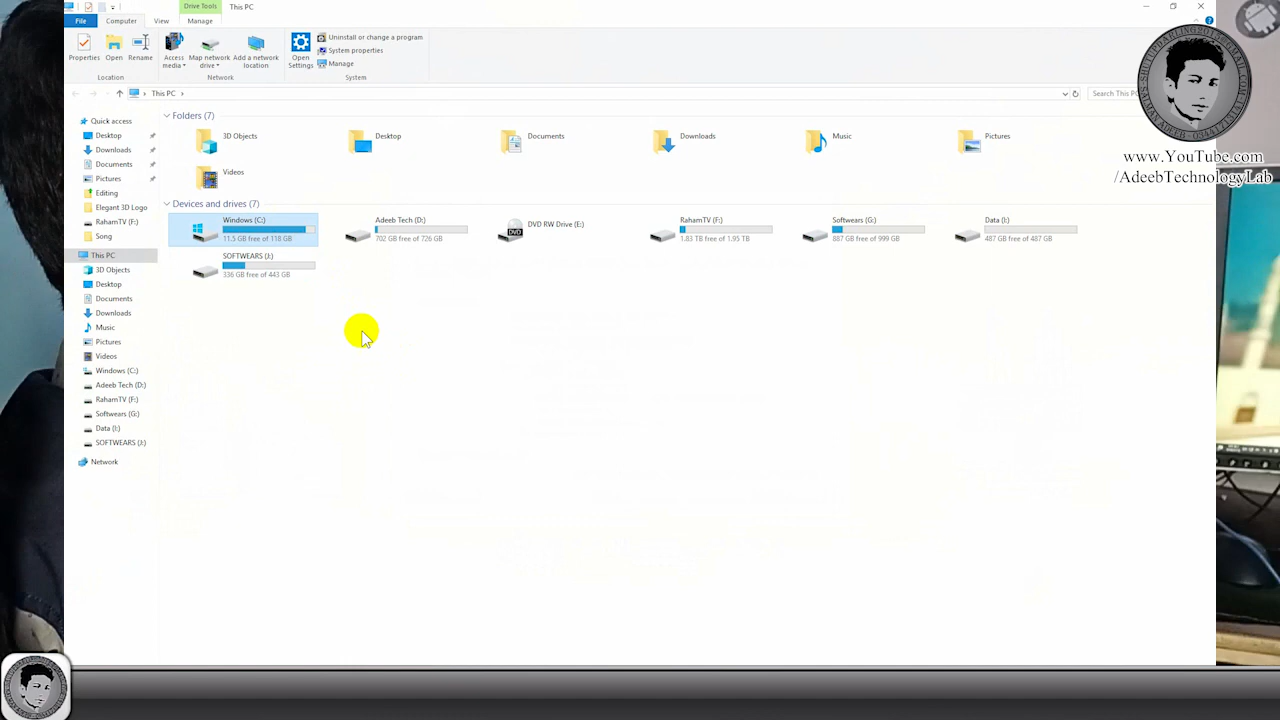 Drive Tools
This PC
File
Computer
View
Manage
Properties
Open
Rename
Access media
Map network drive
Add a network location
Open Settings
Uninstall or change a program
System properties
Manage
Location
Network
System
This PC
Search This PC
www.YouTube.com
/AdeebTechnologyLab
Quick access
Desktop
Downloads
Documents
Pictures
Editing
Elegant 3D Logo
RahamTV (F:)
Song
This PC
3D Objects
Desktop
Documents
Downloads
Music
Pictures
Videos
Windows (C:)
Adeeb Tech (D:)
RahamTV (F:)
Softwears (G:)
Data (I:)
SOFTWEARS (J:)
Network
Folders (7)
3D Objects
Desktop
Documents
Downloads
Music
Pictures
Videos
Devices and drives (7)
Windows (C:)
11.5 GB free of 118 GB
Adeeb Tech (D:)
702 GB free of 726 GB
DVD RW Drive (E:)
DVD
RahamTV (F:)
1.83 TB free of 1.95 TB
Softwears (G:)
887 GB free of 999 GB
Data (I:)
487 GB free of 487 GB
SOFTWEARS (J:)
336 GB free of 443 GB